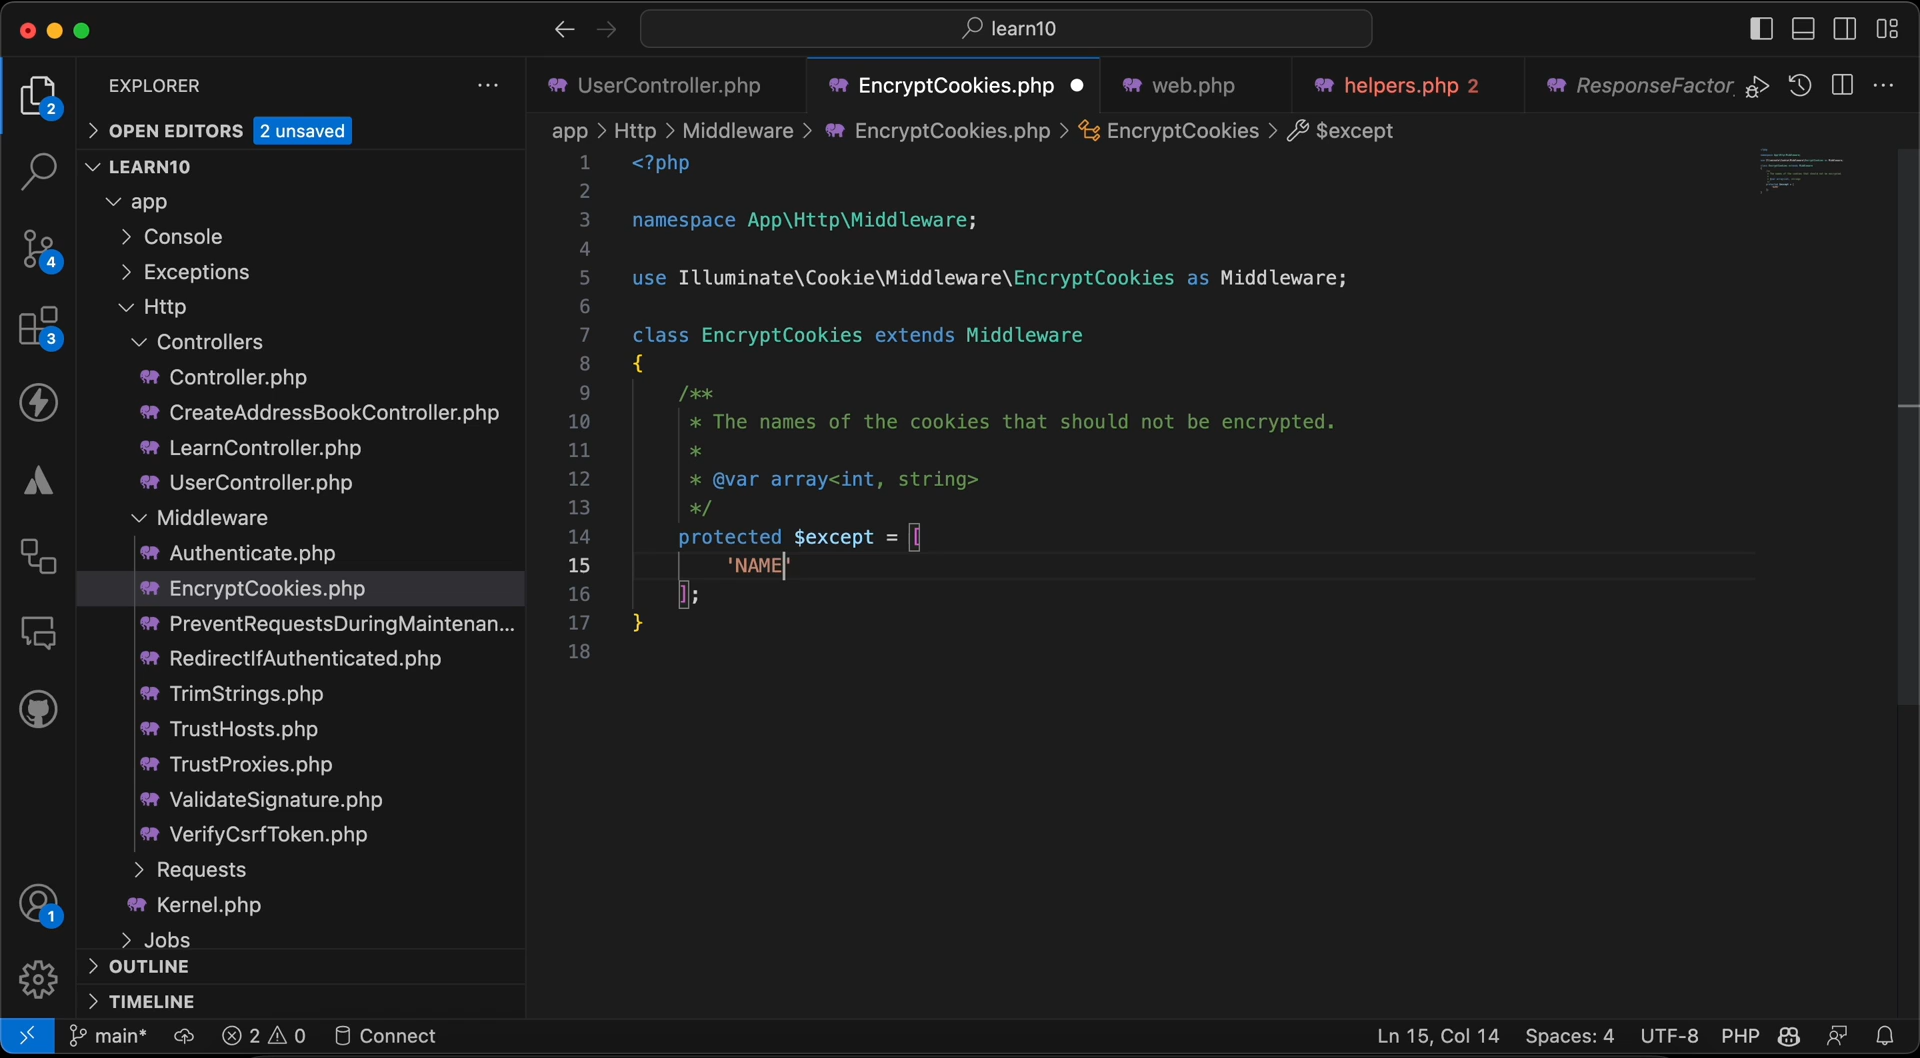 learn10
EXPLORER
UserController.php
EncryptCookies.php
web.php
helpers.php 2
ResponseFactor
OPEN EDITORS 2 unsaved
app > Http > Middleware > EncryptCookies.php > EncryptCookies > $except
LEARN10
app
Console
Exceptions
Http
Controllers
Controller.php
CreateAddressBookController.php
LearnController.php
UserController.php
Middleware
Authenticate.php
EncryptCookies.php
PreventRequestsDuringMaintenan...
RedirectIfAuthenticated.php
TrimStrings.php
TrustHosts.php
TrustProxies.php
ValidateSignature.php
VerifyCsrfToken.php
Requests
Kernel.php
Jobs
OUTLINE
TIMELINE
2
4
3
1
1 <?php
2
3 namespace App\Http\Middleware;
4
5 use Illuminate\Cookie\Middleware\EncryptCookies as Middleware;
6
7 class EncryptCookies extends Middleware
8 {
9 /**
10 * The names of the cookies that should not be encrypted.
11 *
12 * @var array<int, string>
13 */
14 protected $except = [
15 'NAME'
16 ];
17 }
18
main* 2 0 Connect
Ln 15, Col 14 Spaces: 4 UTF-8 PHP